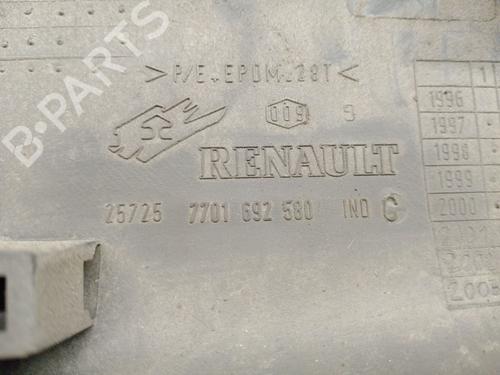 >P/E+EPDM-28T<
009 9
RENAULT
25725 7701 692 580 IND C
1
1996
1997
1998
1999
2000
B-PARTS